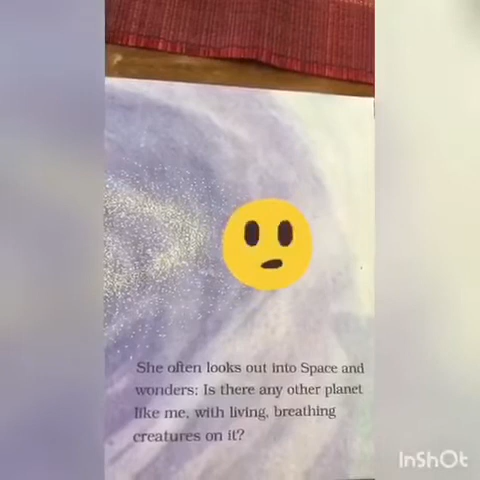 She often looks out into Space and
wonders: Is there any other planet
like me, with living, breathing
creatures on it?
InShOt